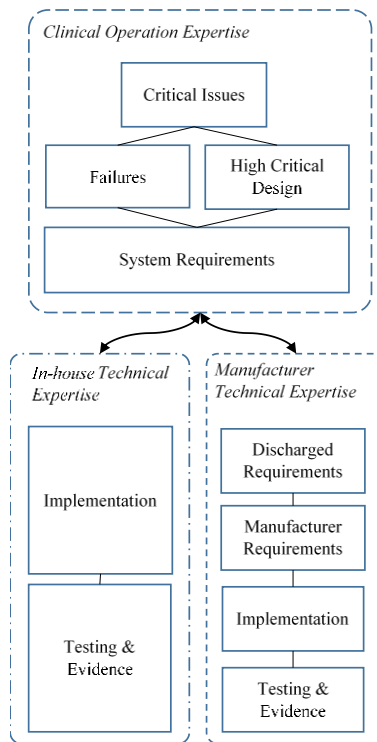 Clinical Operation Expertise
Critical Issues
Failures
High Critical
Design
System Requirements
In-house Technical
Expertise
Implementation
Testing &
Evidence
Manufacturer
Technical Expertise
Discharged
Requirements
Manufacturer
Requirements
Implementation
Testing &
Evidence